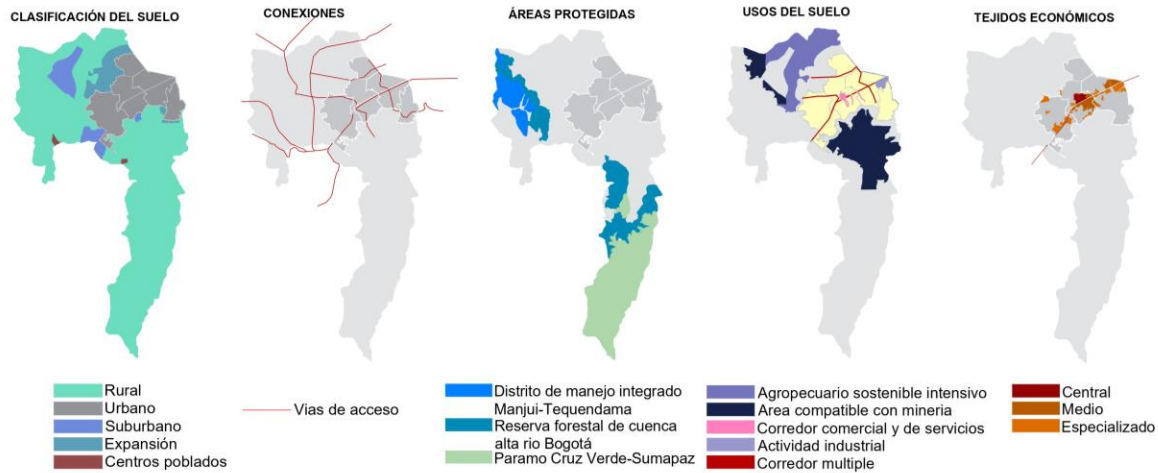 CLASIFICACIÓN DEL SUELO
CONEXIONES
ÁREAS PROTEGIDAS
USOS DEL SUELO
TEJIDOS ECONÓMICOS
Rural
Urbano
Suburbano
Expansión
Centros poblados
Vias de acceso
Distrito de manejo integrado
Manjui-Tequendama
Reserva forestal de cuenca
alta rio Bogotá
Paramo Cruz Verde-Sumapaz
Agropecuario sostenible intensivo
Area compatible con mineria
Corredor comercial y de servicios
Actividad industrial
Corredor multiple
Central
Medio
Especializado